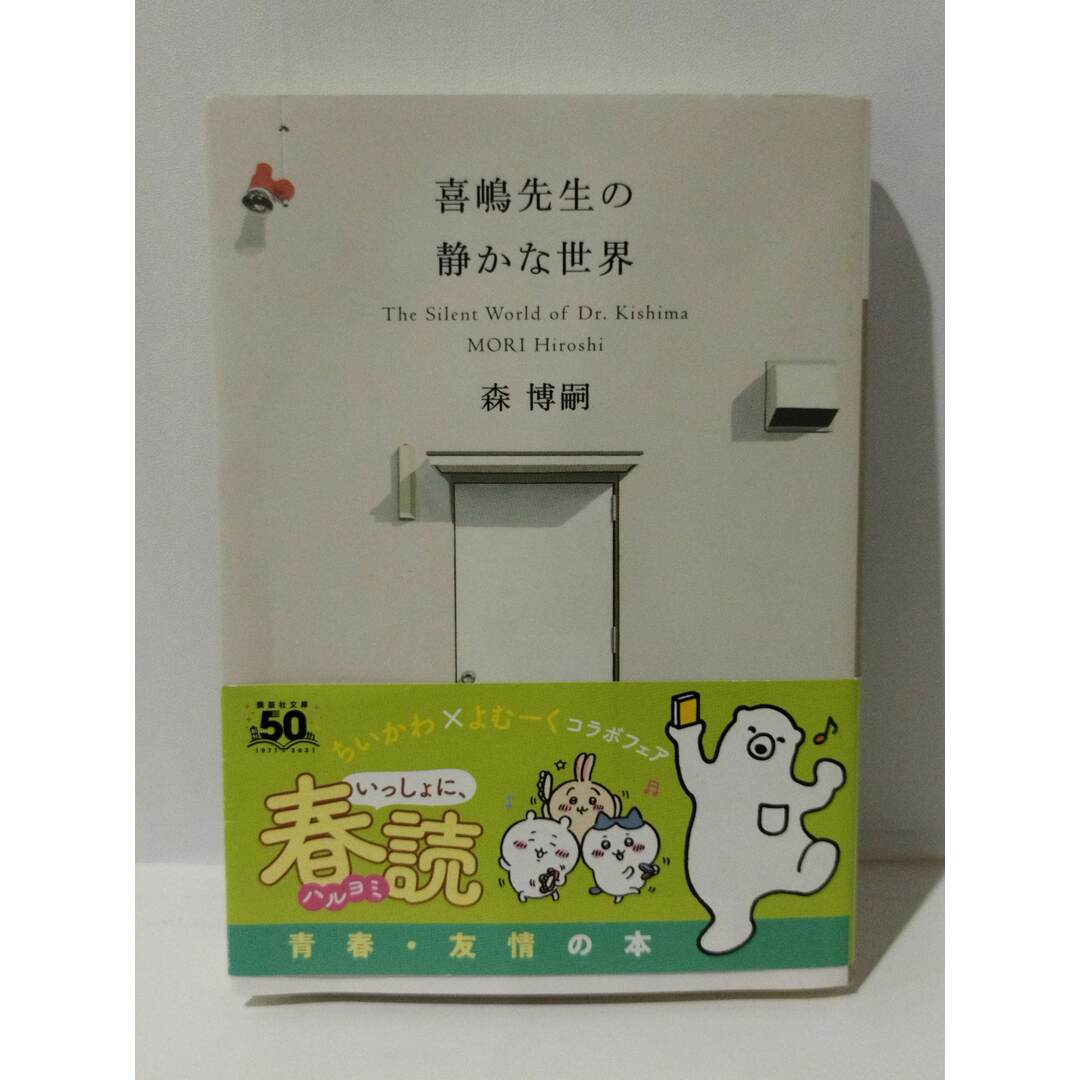 喜嶋先生の
静かな世界
The Silent World of Dr. Kishima
MORI Hiroshi
森 博嗣
講談社文庫
50th
1971-2021
ちいかわ×よむーくコラボフェア
いっしょに、
春読
ハルヨミ
青春・友情の本